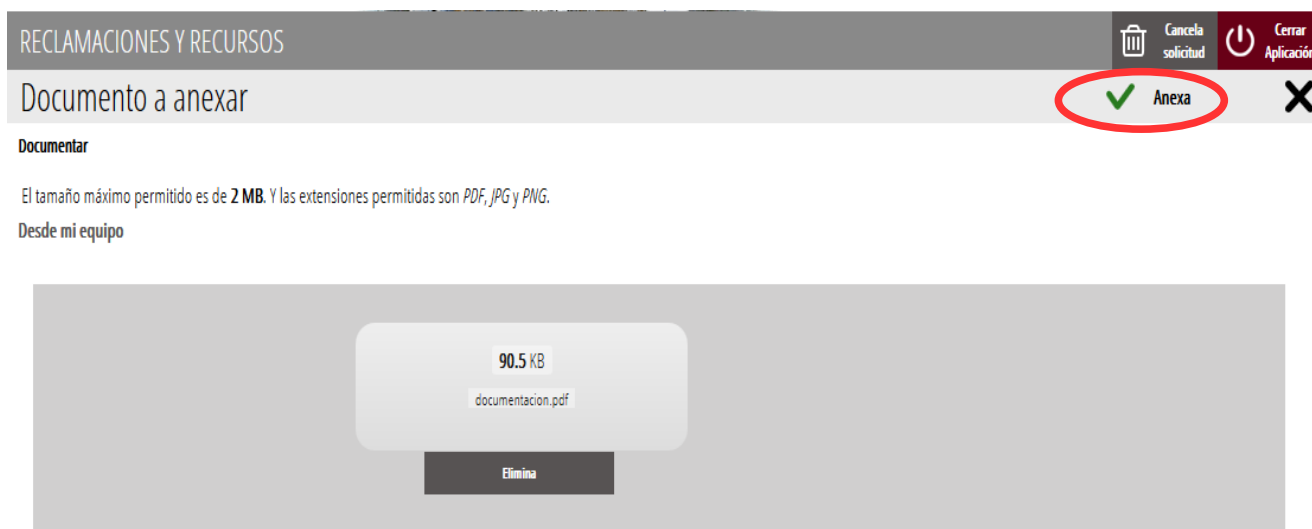 RECLAMACIONES Y RECURSOS
Cancela
solicitud
Cerrar
Aplicación
Documento a anexar
Anexa
Documentar
El tamaño máximo permitido es de 2 MB. Y las extensiones permitidas son PDF, JPG y PNG.
Desde mi equipo
90.5 KB
documentacion.pdf
Elimina